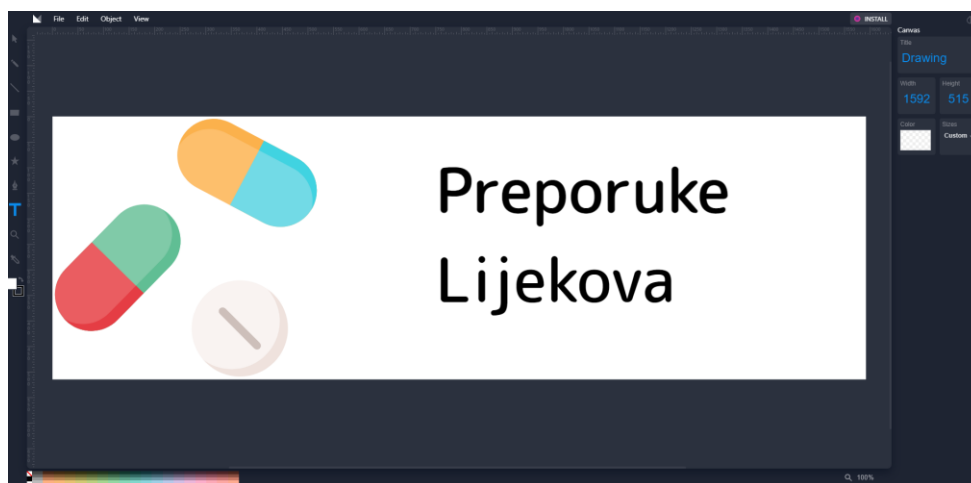 File Edit Object View
INSTALL
Canvas
Title
Drawing
Width Height
1592 515
Color Sizes
Custom
Preporuke
Lijekova
100%